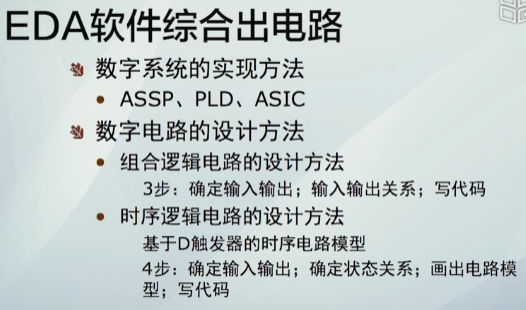 EDA软件综合出电路
数字系统的实现方法
ASSP、PLD、ASIC
数字电路的设计方法
组合逻辑电路的设计方法
3步：确定输入输出；输入输出关系；写代码
时序逻辑电路的设计方法
基于D触发器的时序电路模型
4步：确定输入输出；确定状态关系；画出电路模
型；写代码